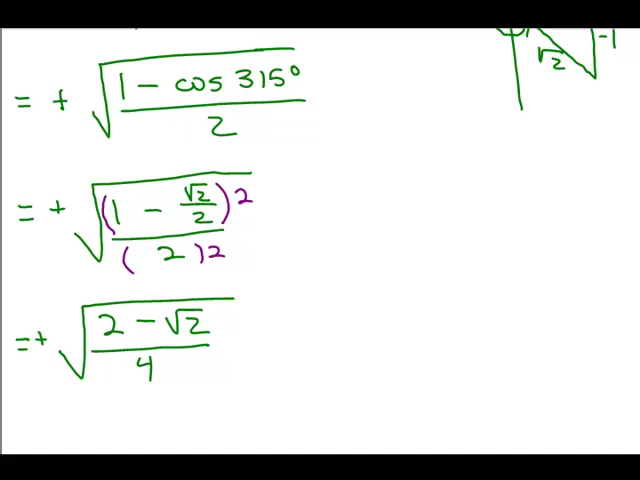 -1
√2
= + √((1 - cos 315°)/2)
= + √((1 - √2/2)2/(2)2)
= + √((2 - √2)/4)